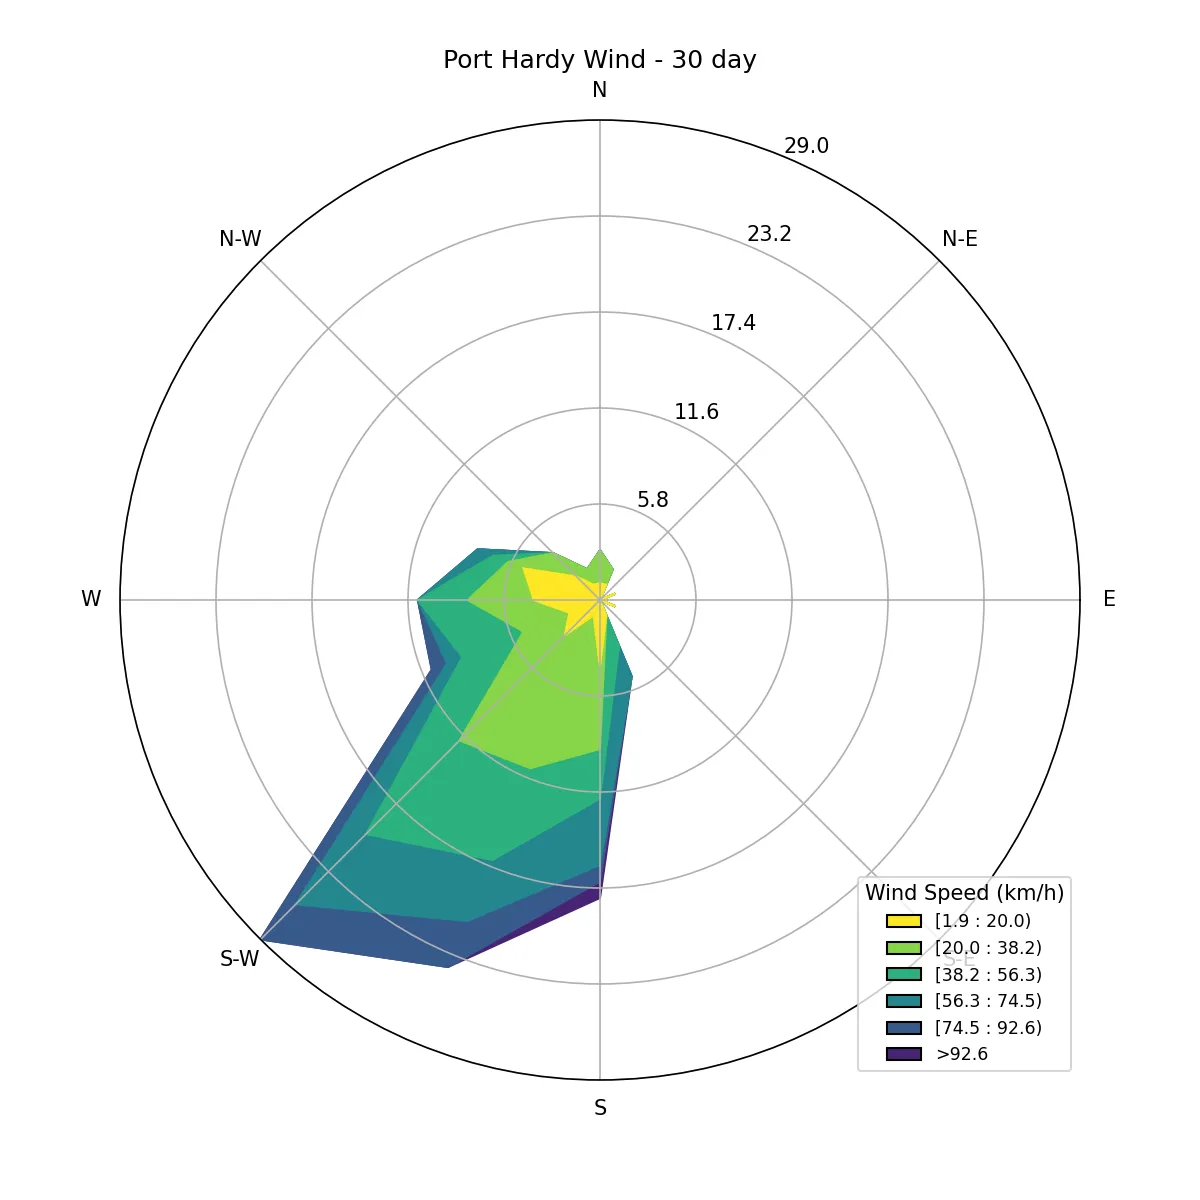 Port Hardy Wind - 30 day
N
29.0
23.2
N-W
N-E
17.4
11.6
5.8
W
E
S-W
S-E
Wind Speed (km/h)
[1.9 : 20.0)
[20.0 : 38.2)
[38.2 : 56.3)
[56.3 : 74.5)
[74.5 : 92.6)
>92.6
S